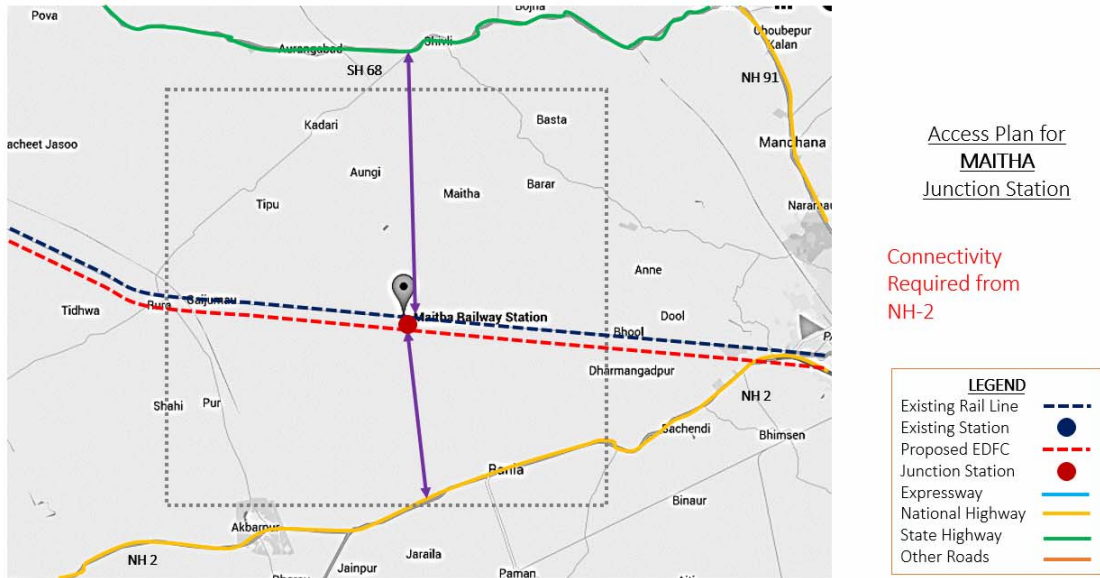 Pova
Bojha
Choubepur
Kalan
Aurangabad
Shivli
SH 68
NH 91
Kadari
Basta
acheet Jasoo
Mandhana
Aungi
Maitha
Barar
Tipu
Naramau
Anne
Rura
Saijumau
Tidhwa
Maitha Railway Station
Dool
Bhool
Dharmangadpur
Shahi
Pur
NH 2
Sachendi
Bhimsen
Rania
Binaur
Akbarpur
NH 2
Jaraila
Jainpur
Paman
Access Plan for
MAITHA
Junction Station
Connectivity
Required from
NH-2
LEGEND
Existing Rail Line
Existing Station
Proposed EDFC
Junction Station
Expressway
National Highway
State Highway
Other Roads